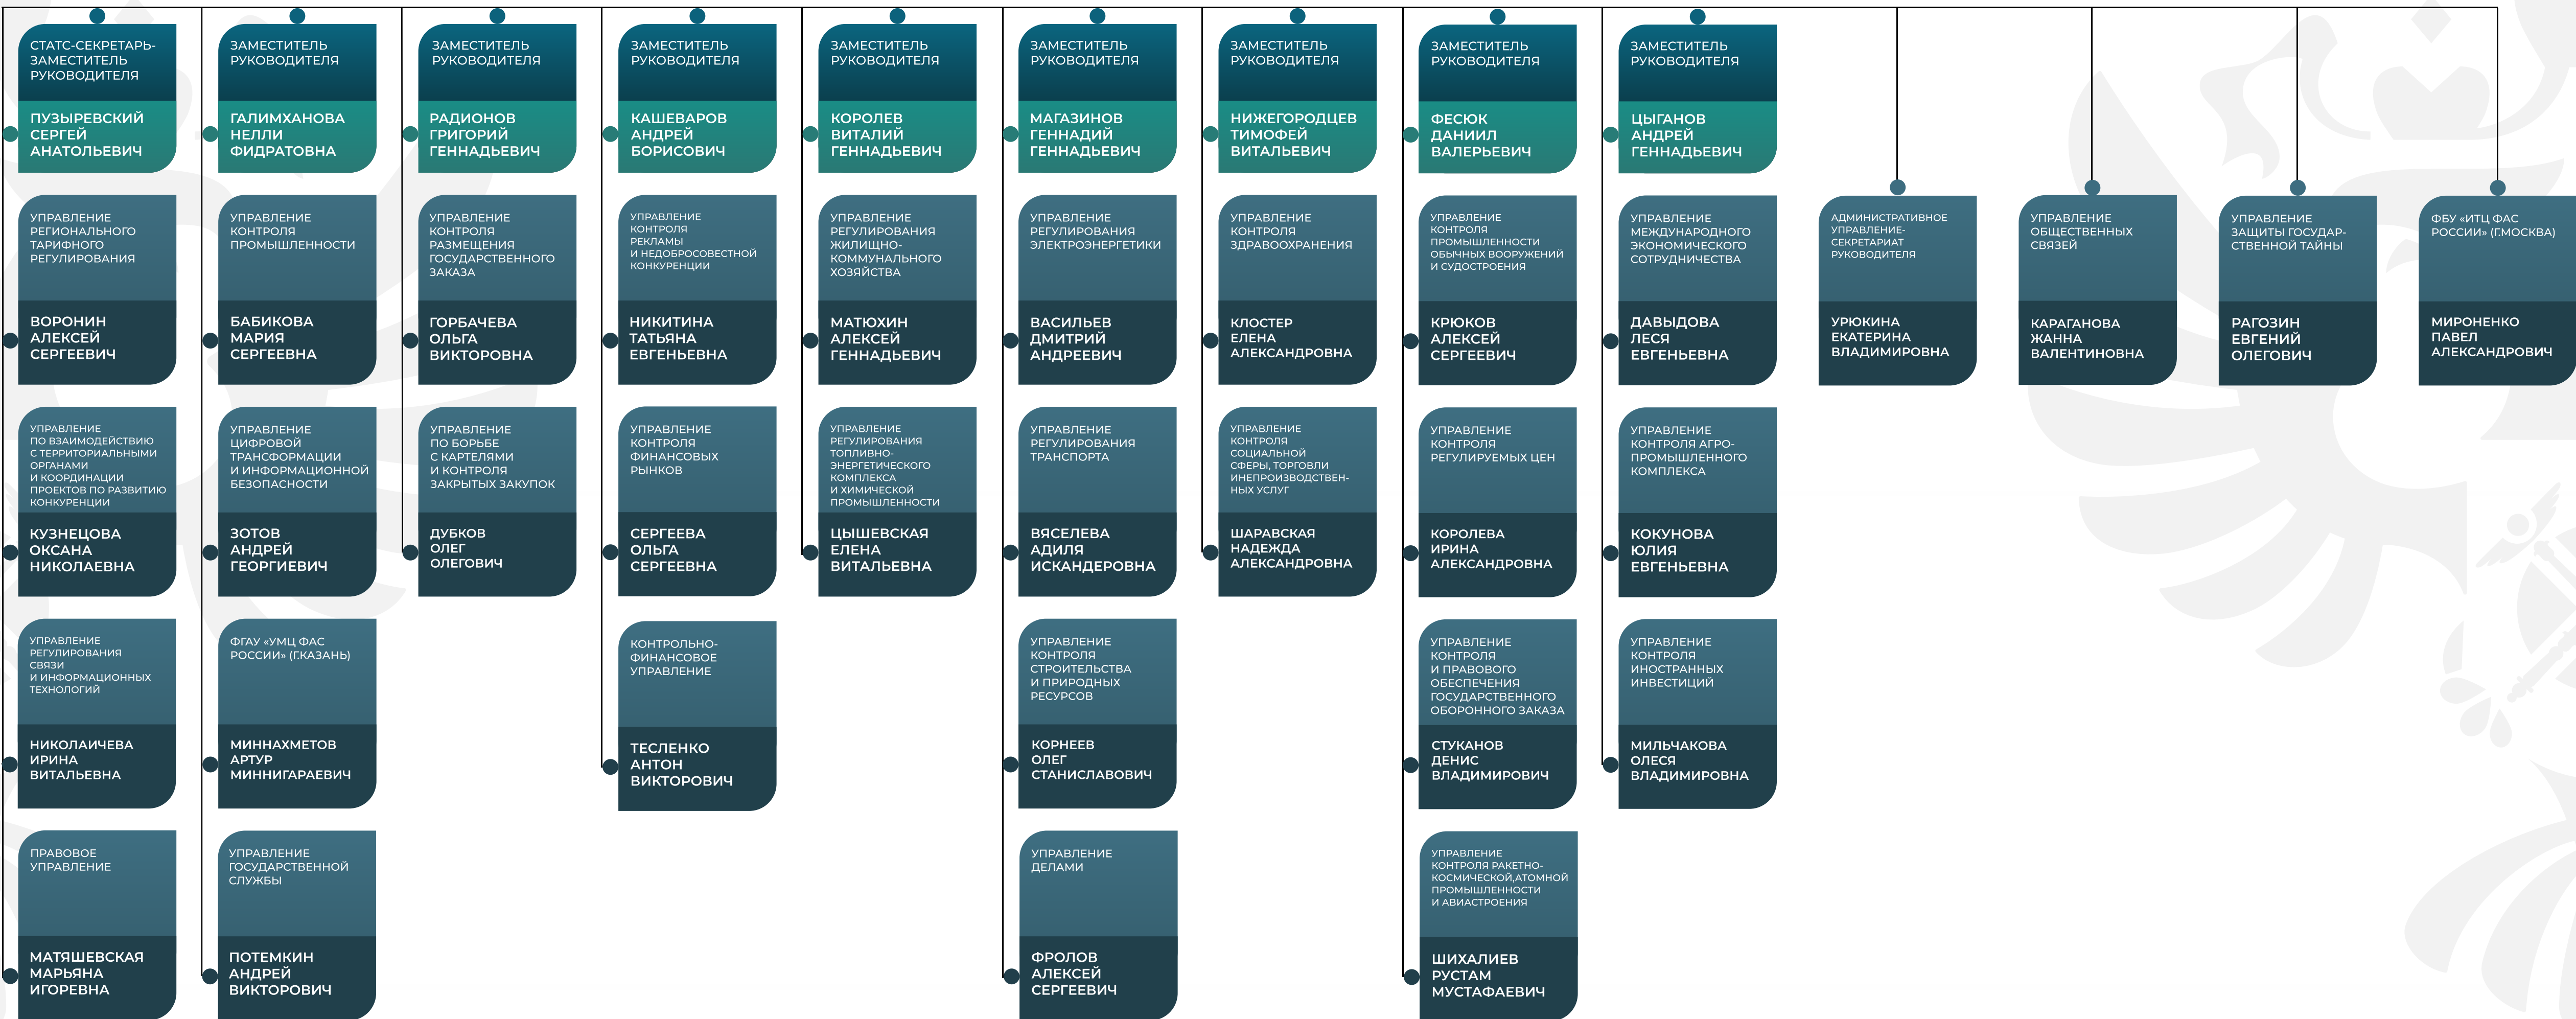 СТАТС-СЕКРЕТАРЬ-
ЗАМЕСТИТЕЛЬ
РУКОВОДИТЕЛЯ
ПУЗЫРЕВСКИЙ
СЕРГЕЙ
АНАТОЛЬЕВИЧ
УПРАВЛЕНИЕ
РЕГИОНАЛЬНОГО
ТАРИФНОГО
РЕГУЛИРОВАНИЯ
ВОРОНИН
АЛЕКСЕЙ
СЕРГЕЕВИЧ
УПРАВЛЕНИЕ
ПО ВЗАИМОДЕЙСТВИЮ
С ТЕРРИТОРИАЛЬНЫМИ
ОРГАНАМИ
И КООРДИНАЦИИ
ПРОЕКТОВ ПО РАЗВИТИЮ
КОНКУРЕНЦИИ
КУЗНЕЦОВА
ОКСАНА
НИКОЛАЕВНА
УПРАВЛЕНИЕ
РЕГУЛИРОВАНИЯ
СВЯЗИ
И ИНФОРМАЦИОННЫХ
ТЕХНОЛОГИЙ
НИКОЛАИЧЕВА
ИРИНА
ВИТАЛЬЕВНА
ПРАВОВОЕ
УПРАВЛЕНИЕ
МАТЯШЕВСКАЯ
МАРЬЯНА
ИГОРЕВНА
ЗАМЕСТИТЕЛЬ
РУКОВОДИТЕЛЯ
ГАЛИМХАНОВА
НЕЛЛИ
ФИДРАТОВНА
УПРАВЛЕНИЕ
КОНТРОЛЯ
ПРОМЫШЛЕННОСТИ
БАБИКОВА
МАРИЯ
СЕРГЕЕВНА
УПРАВЛЕНИЕ
ЦИФРОВОЙ
ТРАНСФОРМАЦИИ
И ИНФОРМАЦИОННОЙ
БЕЗОПАСНОСТИ
ЗОТОВ
АНДРЕЙ
ГЕОРГИЕВИЧ
ФГАУ «УМЦ ФАС
РОССИИ» (Г.КАЗАНЬ)
МИННАХМЕТОВ
АРТУР
МИННИГАРАЕВИЧ
УПРАВЛЕНИЕ
ГОСУДАРСТВЕННОЙ
СЛУЖБЫ
ПОТЕМКИН
АНДРЕЙ
ВИКТОРОВИЧ
ЗАМЕСТИТЕЛЬ
РУКОВОДИТЕЛЯ
РАДИОНОВ
ГРИГОРИЙ
ГЕННАДЬЕВИЧ
УПРАВЛЕНИЕ
КОНТРОЛЯ
РАЗМЕЩЕНИЯ
ГОСУДАРСТВЕННОГО
ЗАКАЗА
ГОРБАЧЕВА
ОЛЬГА
ВИКТОРОВНА
УПРАВЛЕНИЕ
ПО БОРЬБЕ
С КАРТЕЛЯМИ
И КОНТРОЛЯ
ЗАКРЫТЫХ ЗАКУПОК
ДУБКОВ
ОЛЕГ
ОЛЕГОВИЧ
ЗАМЕСТИТЕЛЬ
РУКОВОДИТЕЛЯ
КАШЕВАРОВ
АНДРЕЙ
БОРИСОВИЧ
УПРАВЛЕНИЕ
КОНТРОЛЯ
РЕКЛАМЫ
И НЕДОБРОСОВЕСТНОЙ
КОНКУРЕНЦИИ
НИКИТИНА
ТАТЬЯНА
ЕВГЕНЬЕВНА
УПРАВЛЕНИЕ
КОНТРОЛЯ
ФИНАНСОВЫХ
РЫНКОВ
СЕРГЕЕВА
ОЛЬГА
СЕРГЕЕВНА
КОНТРОЛЬНО-
ФИНАНСОВОЕ
УПРАВЛЕНИЕ
ТЕСЛЕНКО
АНТОН
ВИКТОРОВИЧ
ЗАМЕСТИТЕЛЬ
РУКОВОДИТЕЛЯ
КОРОЛЕВ
ВИТАЛИЙ
ГЕННАДЬЕВИЧ
УПРАВЛЕНИЕ
РЕГУЛИРОВАНИЯ
ЖИЛИЩНО-
КОММУНАЛЬНОГО
ХОЗЯЙСТВА
МАТЮХИН
АЛЕКСЕЙ
ГЕННАДЬЕВИЧ
УПРАВЛЕНИЕ
РЕГУЛИРОВАНИЯ
ТОПЛИВНО-
ЭНЕРГЕТИЧЕСКОГО
КОМПЛЕКСА
И ХИМИЧЕСКОЙ
ПРОМЫШЛЕННОСТИ
ЦЫШЕВСКАЯ
ЕЛЕНА
ВИТАЛЬЕВНА
ЗАМЕСТИТЕЛЬ
РУКОВОДИТЕЛЯ
МАГАЗИНОВ
ГЕННАДИЙ
ГЕННАДЬЕВИЧ
УПРАВЛЕНИЕ
РЕГУЛИРОВАНИЯ
ЭЛЕКТРОЭНЕРГЕТИКИ
ВАСИЛЬЕВ
ДМИТРИЙ
АНДРЕЕВИЧ
УПРАВЛЕНИЕ
РЕГУЛИРОВАНИЯ
ТРАНСПОРТА
ВЯСЕЛЕВА
АДИЛЯ
ИСКАНДЕРОВНА
УПРАВЛЕНИЕ
КОНТРОЛЯ
СТРОИТЕЛЬСТВА
И ПРИРОДНЫХ
РЕСУРСОВ
КОРНЕЕВ
ОЛЕГ
СТАНИСЛАВОВИЧ
УПРАВЛЕНИЕ
ДЕЛАМИ
ФРОЛОВ
АЛЕКСЕЙ
СЕРГЕЕВИЧ
ЗАМЕСТИТЕЛЬ
РУКОВОДИТЕЛЯ
НИЖЕГОРОДЦЕВ
ТИМОФЕЙ
ВИТАЛЬЕВИЧ
УПРАВЛЕНИЕ
КОНТРОЛЯ
ЗДРАВООХРАНЕНИЯ
КЛОСТЕР
ЕЛЕНА
АЛЕКСАНДРОВНА
УПРАВЛЕНИЕ
КОНТРОЛЯ
СОЦИАЛЬНОЙ
СФЕРЫ, ТОРГОВЛИ
ИНЕПРОИЗВОДСТВЕН-
НЫХ УСЛУГ
ШАРАВСКАЯ
НАДЕЖДА
АЛЕКСАНДРОВНА
ЗАМЕСТИТЕЛЬ
РУКОВОДИТЕЛЯ
ФЕСЮК
ДАНИИЛ
ВАЛЕРЬЕВИЧ
УПРАВЛЕНИЕ
КОНТРОЛЯ
ПРОМЫШЛЕННОСТИ
ОБЫЧНЫХ ВООРУЖЕНИЙ
И СУДОСТРОЕНИЯ
КРЮКОВ
АЛЕКСЕЙ
СЕРГЕЕВИЧ
УПРАВЛЕНИЕ
КОНТРОЛЯ
РЕГУЛИРУЕМЫХ ЦЕН
КОРОЛЕВА
ИРИНА
АЛЕКСАНДРОВНА
УПРАВЛЕНИЕ
КОНТРОЛЯ
И ПРАВОВОГО
ОБЕСПЕЧЕНИЯ
ГОСУДАРСТВЕННОГО
ОБОРОННОГО ЗАКАЗА
СТУКАНОВ
ДЕНИС
ВЛАДИМИРОВИЧ
УПРАВЛЕНИЕ
КОНТРОЛЯ РАКЕТНО-
КОСМИЧЕСКОЙ,АТОМНОЙ
ПРОМЫШЛЕННОСТИ
И АВИАСТРОЕНИЯ
ШИХАЛИЕВ
РУСТАМ
МУСТАФАЕВИЧ
ЗАМЕСТИТЕЛЬ
РУКОВОДИТЕЛЯ
ЦЫГАНОВ
АНДРЕЙ
ГЕННАДЬЕВИЧ
УПРАВЛЕНИЕ
МЕЖДУНАРОДНОГО
ЭКОНОМИЧЕСКОГО
СОТРУДНИЧЕСТВА
ДАВЫДОВА
ЛЕСЯ
ЕВГЕНЬЕВНА
УПРАВЛЕНИЕ
КОНТРОЛЯ АГРО-
ПРОМЫШЛЕННОГО
КОМПЛЕКСА
КОКУНОВА
ЮЛИЯ
ЕВГЕНЬЕВНА
УПРАВЛЕНИЕ
КОНТРОЛЯ
ИНОСТРАННЫХ
ИНВЕСТИЦИЙ
МИЛЬЧАКОВА
ОЛЕСЯ
ВЛАДИМИРОВНА
АДМИНИСТРАТИВНОЕ
УПРАВЛЕНИЕ-
СЕКРЕТАРИАТ
РУКОВОДИТЕЛЯ
УРЮКИНА
ЕКАТЕРИНА
ВЛАДИМИРОВНА
УПРАВЛЕНИЕ
ОБЩЕСТВЕННЫХ
СВЯЗЕЙ
КАРАГАНОВА
ЖАННА
ВАЛЕНТИНОВНА
УПРАВЛЕНИЕ
ЗАЩИТЫ ГОСУДАР-
СТВЕННОЙ ТАЙНЫ
РАГОЗИН
ЕВГЕНИЙ
ОЛЕГОВИЧ
ФБУ «ИТЦ ФАС
РОССИИ» (Г.МОСКВА)
МИРОНЕНКО
ПАВЕЛ
АЛЕКСАНДРОВИЧ